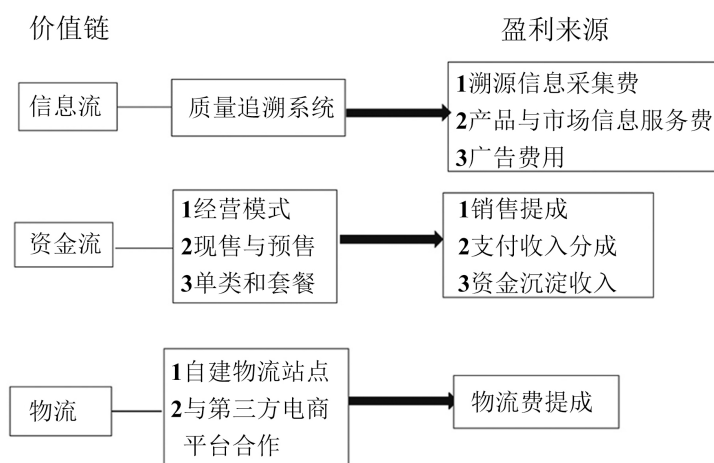 价值链
盈利来源
信息流
质量追溯系统
1溯源信息采集费
2产品与市场信息服务费
3广告费用
资金流
1经营模式
2现售与预售
3单类和套餐
1销售提成
2支付收入分成
3资金沉淀收入
物流
1自建物流站点
2与第三方电商
平台合作
物流费提成